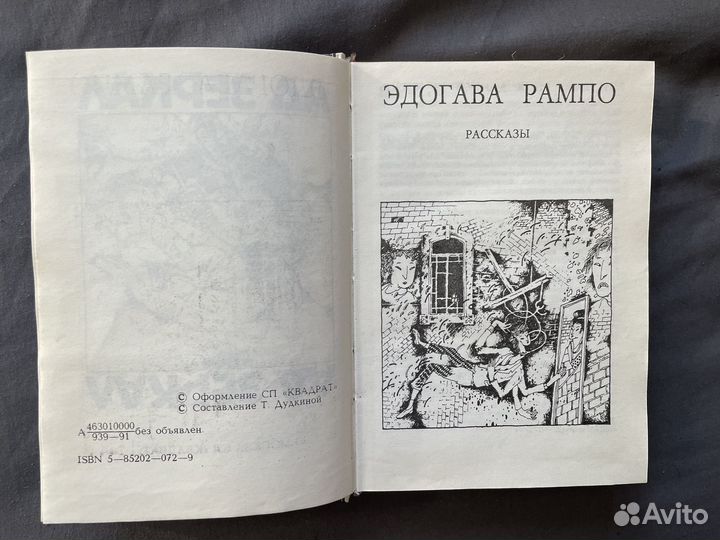 © Оформление СП «КВАДРАТ»
© Составление Т. Дудкиной
А 463010000
939—91 без объявлен.
ISBN 5—85202—072—9
ЭДОГАВА РАМПО
РАССКАЗЫ
Avito